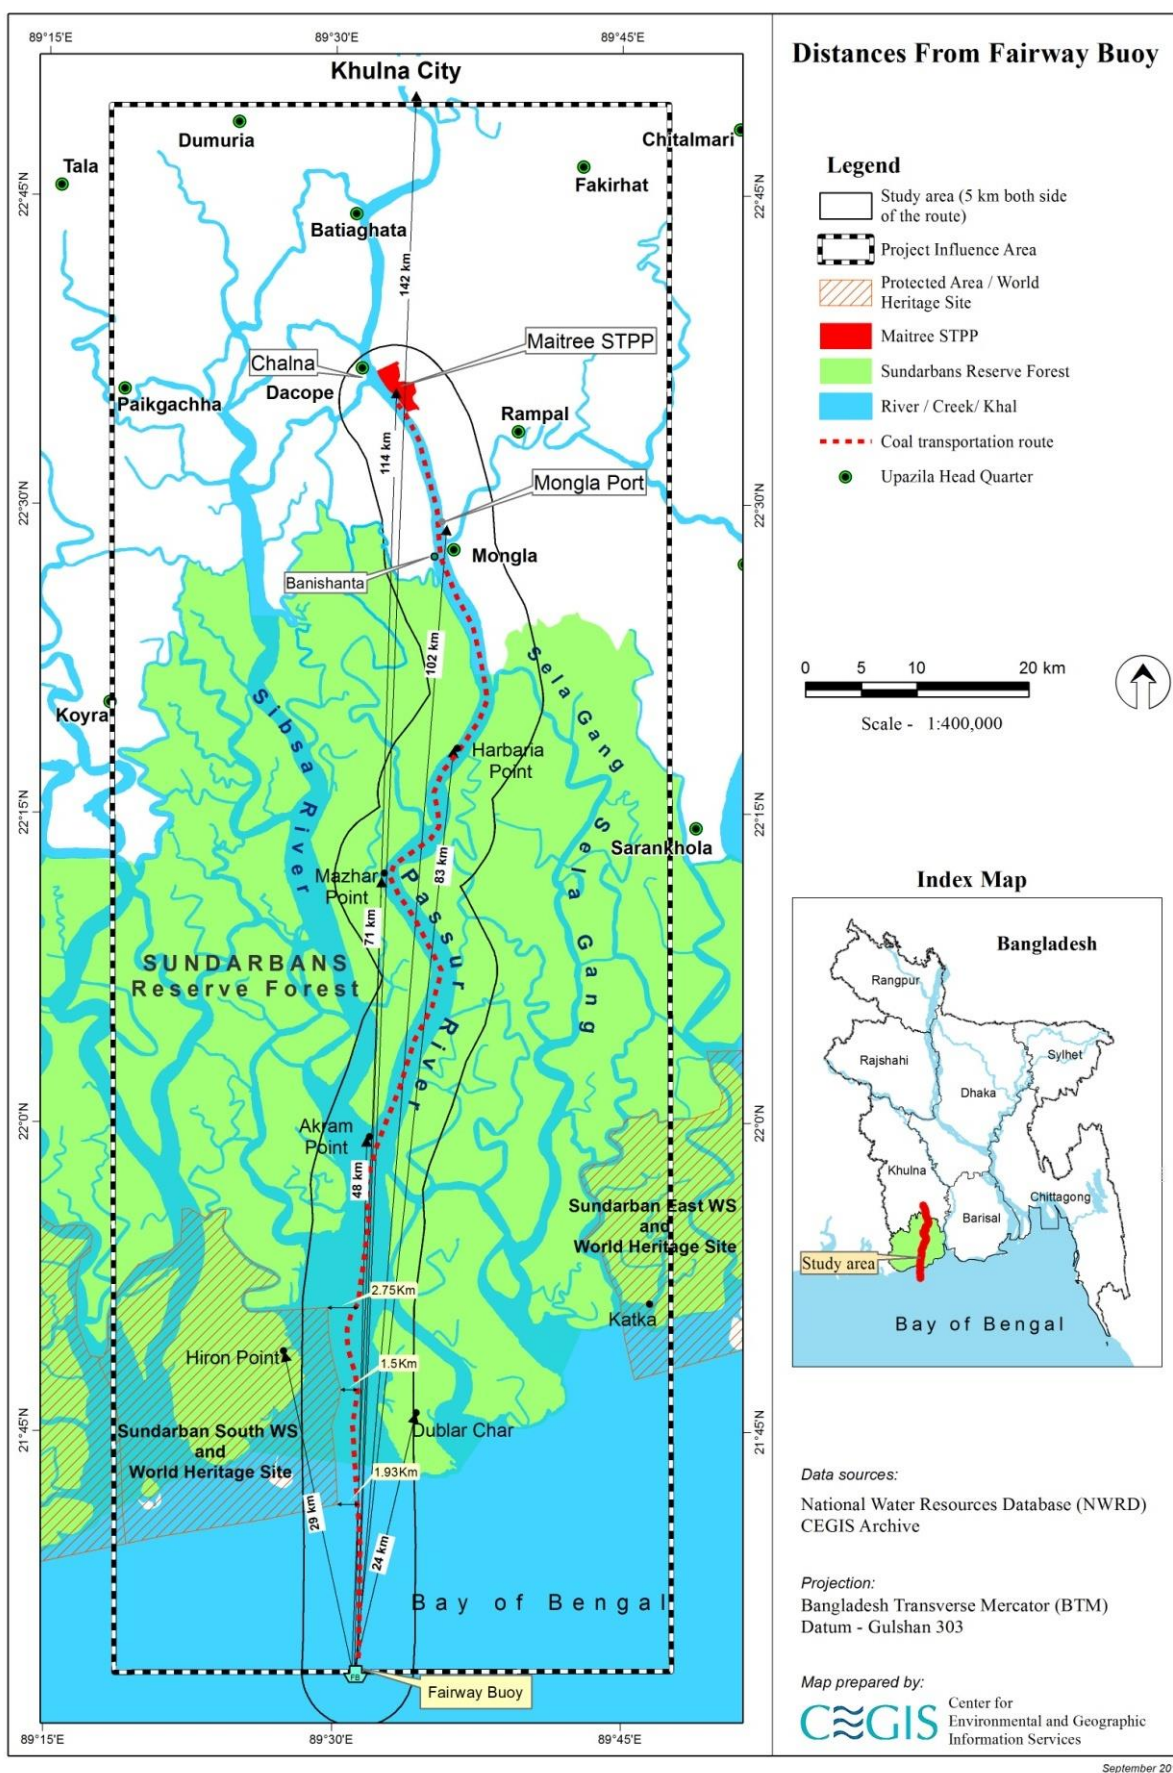 89°15'E
89°30'E
89°45'E
Distances From Fairway Buoy
Khulna City
Dumuria
Chitalmari
Tala
Fakirhat
22°45'N
22°45'N
Batiaghata
142 km
Legend
Study area (5 km both side
of the route)
Project Influence Area
Protected Area / World
Heritage Site
Maitree STPP
Sundarbans Reserve Forest
River / Creek/ Khal
Coal transportation route
Upazila Head Quarter
Maitree STPP
Chalna
Dacope
Paikgachha
Rampal
114 km
Mongla Port
22°30'N
22°30'N
Mongla
Banishanta
102 km
Sela Gang
Sibsa River
Koyra
0 5 10 20 km
Scale - 1:400,000
Harbaria
Point
22°15'N
22°15'N
Sela Gang
Sarankhola
83 km
Mazhar
Point
Passur River
71 km
SUNDARBANS
Reserve Forest
Akram
Point
22°0'N
22°0'N
48 km
Sundarban East WS
and
World Heritage Site
2.75Km
Katka
Hiron Point
1.5Km
Dublar Char
21°45'N
21°45'N
Sundarban South WS
and
World Heritage Site
1.93Km
29 km
24 km
Bay of Bengal
FB
Fairway Buoy
89°15'E
89°30'E
89°45'E
Index Map
Bangladesh
Rangpur
Rajshahi
Sylhet
Dhaka
Khulna
Chittagong
Barisal
Study area
Bay of Bengal
Data sources:
National Water Resources Database (NWRD)
CEGIS Archive
Projection:
Bangladesh Transverse Mercator (BTM)
Datum - Gulshan 303
Map prepared by:
CEGIS
Center for
Environmental and Geographic
Information Services
September 20